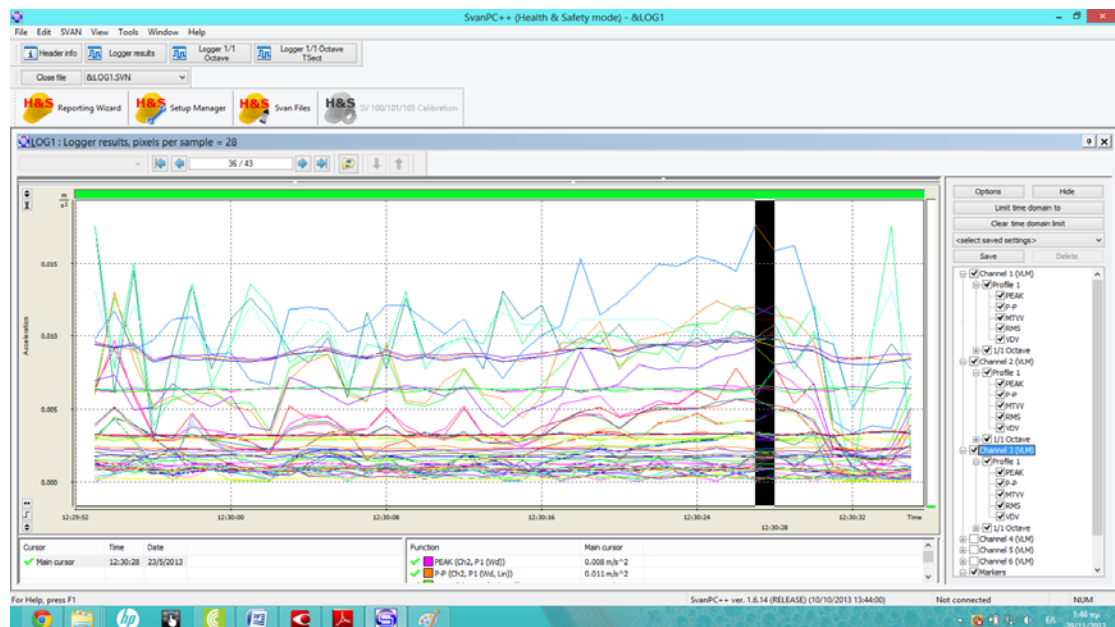 SvanPC++ (Health & Safety mode) - &LOG1
File Edit SVAN View Tools Window Help
Header info Logger results Logger 1/1 Octave Logger 1/1 Octave TSect
Close file &LOG1.SVN
H&S Reporting Wizard H&S Setup Manager H&S Svan Files H&S SV 100/101/103 Calibration
LOG1 : Logger results, pixels per sample = 28
36 / 43
m
s²
0.015
0.010
0.005
0.000
Acceleration
12:29:52 12:30:00 12:30:08 12:30:16 12:30:24 12:30:32 Time
12:30:28
Options Hide
Limit time domain to
Clear time domain limit
<select saved settings>
Save Delete
Channel 1 (VLM)
Profile 1
PEAK
P-P
MTVV
RMS
VDV
1/1 Octave
Channel 2 (VLM)
Profile 1
PEAK
P-P
MTVV
RMS
VDV
1/1 Octave
Channel 3 (VLM)
Profile 1
PEAK
P-P
MTVV
RMS
VDV
1/1 Octave
Channel 4 (VLM)
Channel 5 (VLM)
Channel 6 (VLM)
Markers
Cursor Time Date
Main cursor 12:30:28 23/5/2013
Function Main cursor
PEAK (Ch2, P1 (Wd)) 0.008 m/s^2
P-P (Ch2, P1 (Wd, Lin)) 0.011 m/s^2
For Help, press F1
SvanPC++ ver. 1.6.14 (RELEASE) (10/10/2013 13:44:00) Not connected NUM
hp
ΕΛ 1:46 μμ
29/11/2013